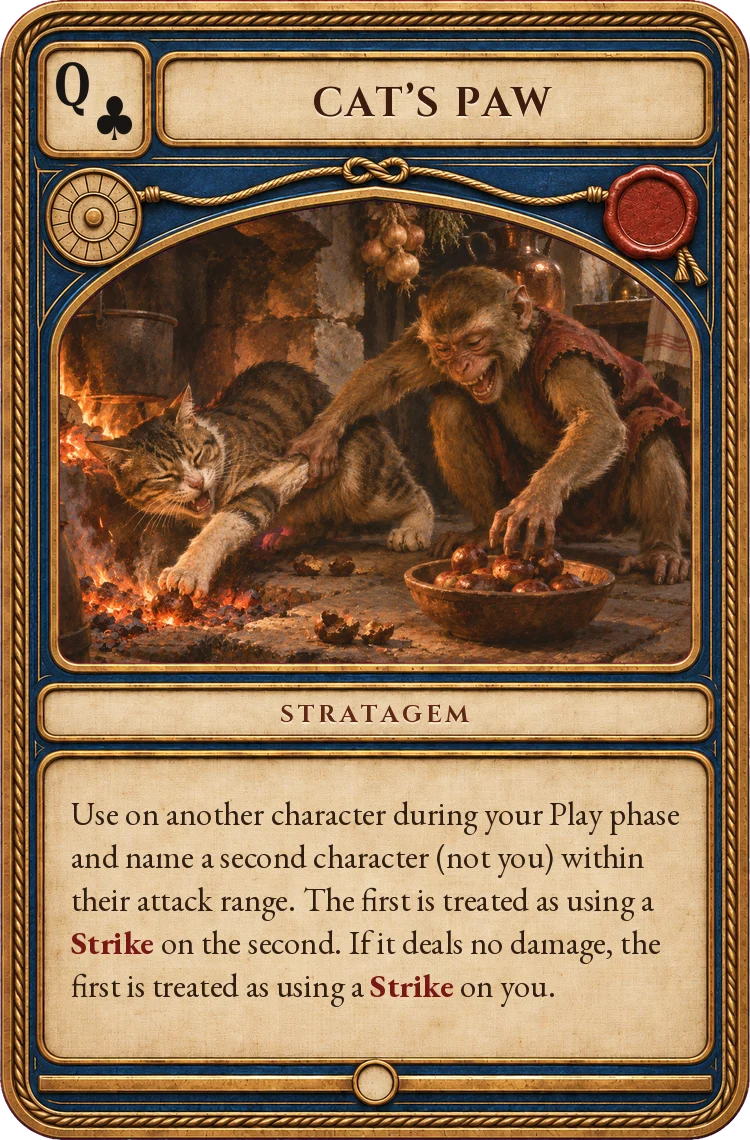 Q
CAT’S PAW
STRATAGEM
Use on another character during your Play phase
and name a second character (not you) within
their attack range. The first is treated as using a
Strike on the second. If it deals no damage, the
first is treated as using a Strike on you.